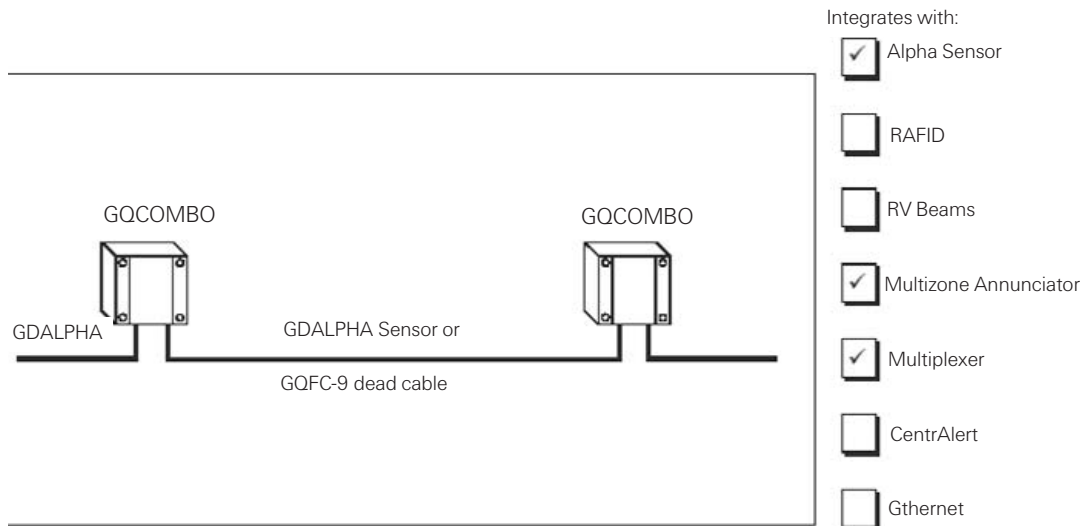 Integrates with:
Alpha Sensor
RAFID
RV Beams
Multizone Annunciator
Multiplexer
CentrAlert
Gthernet
GQCOMBO
GQCOMBO
GDALPHA
GDALPHA Sensor or
GQFC-9 dead cable